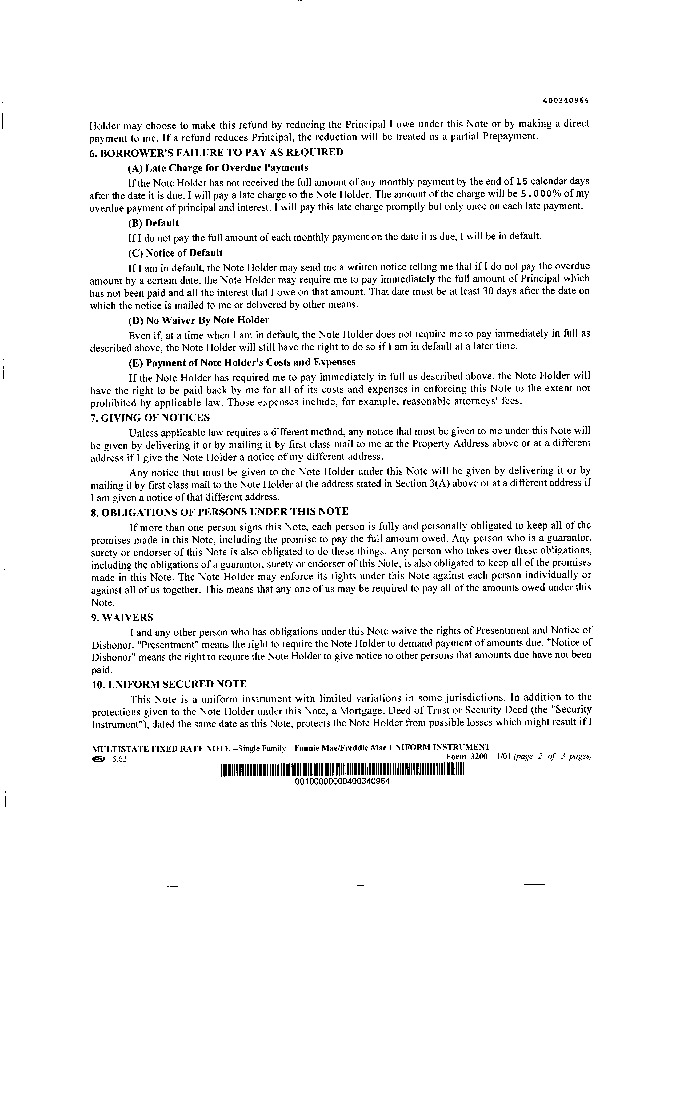 400340964
Holder may choose to make this refund by reducing the Principal I owe under this Note or by making a direct
payment to me. If a refund reduces Principal, the reduction will be treated as a partial Prepayment.
6. BORROWER'S FAILURE TO PAY AS REQUIRED
(A) Late Charge for Overdue Payments
If the Note Holder has not received the full amount of any monthly payment by the end of 15 calendar days
after the date it is due, I will pay a late charge to the Note Holder. The amount of the charge will be 5.000% of my
overdue payment of principal and interest. I will pay this late charge promptly but only once on each late payment.
(B) Default
If I do not pay the full amount of each monthly payment on the date it is due, I will be in default.
(C) Notice of Default
If I am in default, the Note Holder may send me a written notice telling me that if I do not pay the overdue
amount by a certain date, the Note Holder may require me to pay immediately the full amount of Principal which
has not been paid and all the interest that I owe on that amount. That date must be at least 30 days after the date on
which the notice is mailed to me or delivered by other means.
(D) No Waiver By Note Holder
Even if, at a time when I am in default, the Note Holder does not require me to pay immediately in full as
described above, the Note Holder will still have the right to do so if I am in default at a later time.
(E) Payment of Note Holder's Costs and Expenses
If the Note Holder has required me to pay immediately in full as described above, the Note Holder will
have the right to be paid back by me for all of its costs and expenses in enforcing this Note to the extent not
prohibited by applicable law. Those expenses include, for example, reasonable attorneys' fees.
7. GIVING OF NOTICES
Unless applicable law requires a different method, any notice that must be given to me under this Note will
be given by delivering it or by mailing it by first class mail to me at the Property Address above or at a different
address if I give the Note Holder a notice of my different address.
Any notice that must be given to the Note Holder under this Note will be given by delivering it or by
mailing it by first class mail to the Note Holder at the address stated in Section 3(A) above or at a different address if
I am given a notice of that different address.
8. OBLIGATIONS OF PERSONS UNDER THIS NOTE
If more than one person signs this Note, each person is fully and personally obligated to keep all of the
promises made in this Note, including the promise to pay the full amount owed. Any person who is a guarantor,
surety or endorser of this Note is also obligated to do these things. Any person who takes over these obligations,
including the obligations of a guarantor, surety or endorser of this Note, is also obligated to keep all of the promises
made in this Note. The Note Holder may enforce its rights under this Note against each person individually or
against all of us together. This means that any one of us may be required to pay all of the amounts owed under this
Note.
9. WAIVERS
I and any other person who has obligations under this Note waive the rights of Presentment and Notice of
Dishonor. "Presentment" means the right to require the Note Holder to demand payment of amounts due. "Notice of
Dishonor" means the right to require the Note Holder to give notice to other persons that amounts due have not been
paid.
10. UNIFORM SECURED NOTE
This Note is a uniform instrument with limited variations in some jurisdictions. In addition to the
protections given to the Note Holder under this Note, a Mortgage, Deed of Trust or Security Deed (the "Security
Instrument"), dated the same date as this Note, protects the Note Holder from possible losses which might result if I
MULTISTATE FIXED RATE NOTE --Single Family--Fannie Mae/Freddie Mac UNIFORM INSTRUMENT
Form 3200 1/01 (page 2 of 3 pages)
00100000000400340964